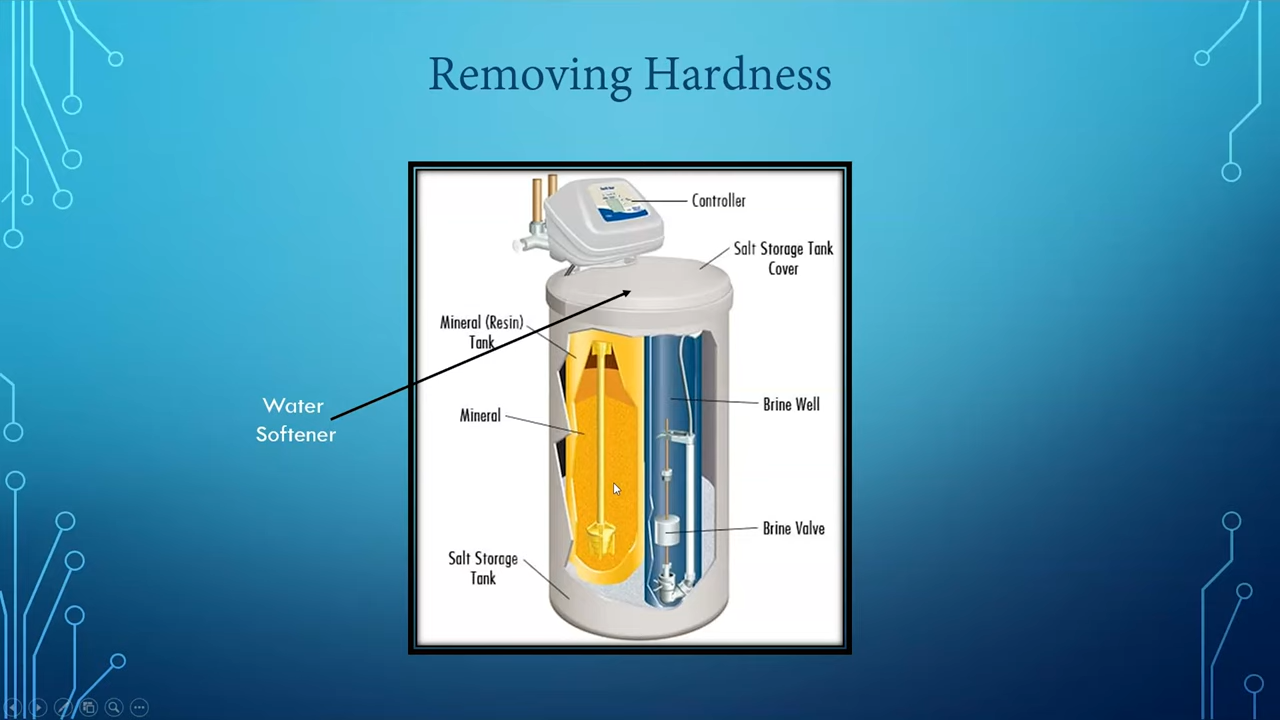 Removing Hardness
Controller
Salt Storage Tank
Cover
Mineral (Resin)
Tank
Water
Softener
Mineral
Brine Well
Brine Valve
Salt Storage
Tank